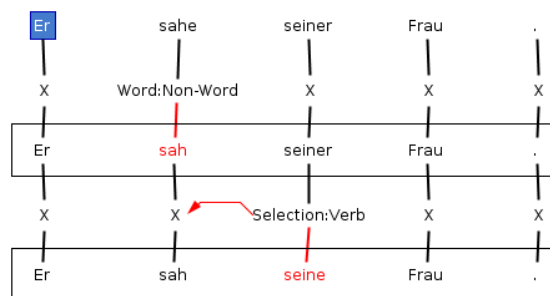 Er sahe seiner Frau .
X Word:Non-Word X X X
Er sah seiner Frau .
X X Selection:Verb X X
Er sah seine Frau .